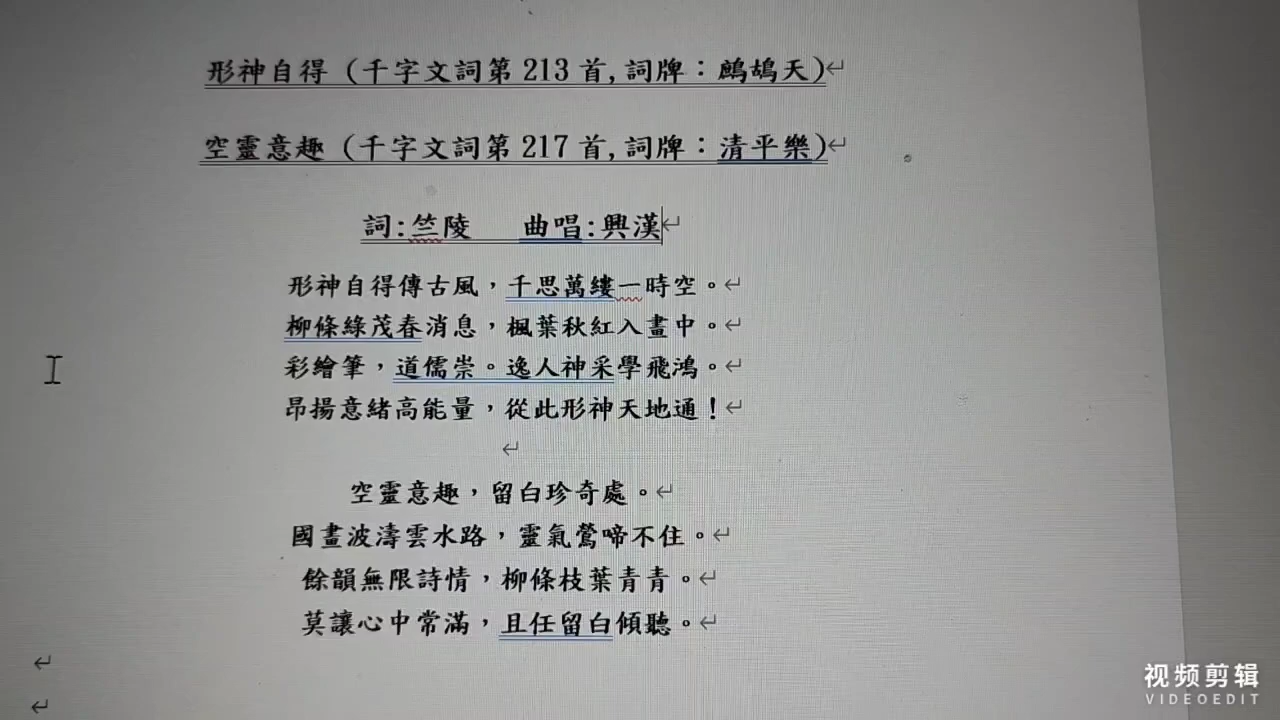 形神自得 (千字文詞第 213 首, 詞牌：鷓鴣天)
空靈意趣 (千字文詞第 217 首, 詞牌：清平樂)
詞:竺陵 曲唱:興漢
形神自得傳古風，千思萬縷一時空。
柳條綠茂春消息，楓葉秋紅入畫中。
彩繪筆，道儒崇。逸人神采學飛鴻。
昂揚意緒高能量，從此形神天地通！
空靈意趣，留白珍奇處。
國畫波濤雲水路，靈氣鶯啼不住。
餘韻無限詩情，柳條枝葉青青。
莫讓心中常滿，且任留白傾聽。
视频剪辑
VIDEOEDIT